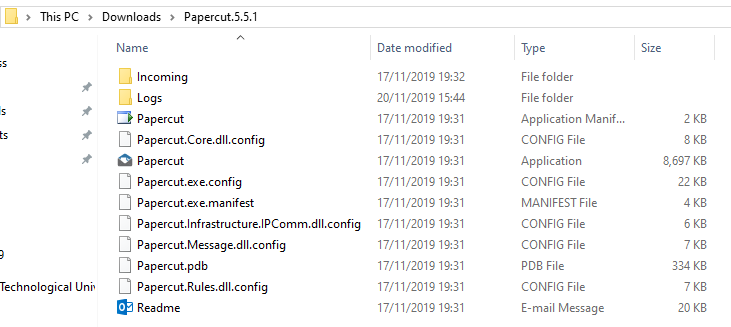 This PC > Downloads > Papercut.5.5.1
Name Date modified Type Size
ss
Incoming 17/11/2019 19:32 File folder
Logs 20/11/2019 15:44 File folder
ls
Papercut 17/11/2019 19:31 Application Manif... 2 KB
ts
Papercut.Core.dll.config 17/11/2019 19:31 CONFIG File 8 KB
Papercut 17/11/2019 19:31 Application 8,697 KB
Papercut.exe.config 17/11/2019 19:31 CONFIG File 22 KB
Papercut.exe.manifest 17/11/2019 19:31 MANIFEST File 4 KB
Papercut.Infrastructure.IPComm.dll.config 17/11/2019 19:31 CONFIG File 6 KB
Papercut.Message.dll.config 17/11/2019 19:31 CONFIG File 7 KB
9
Papercut.pdb 17/11/2019 19:31 PDB File 334 KB
Technological Univ
Papercut.Rules.dll.config 17/11/2019 19:31 CONFIG File 7 KB
Readme 17/11/2019 19:31 E-mail Message 20 KB